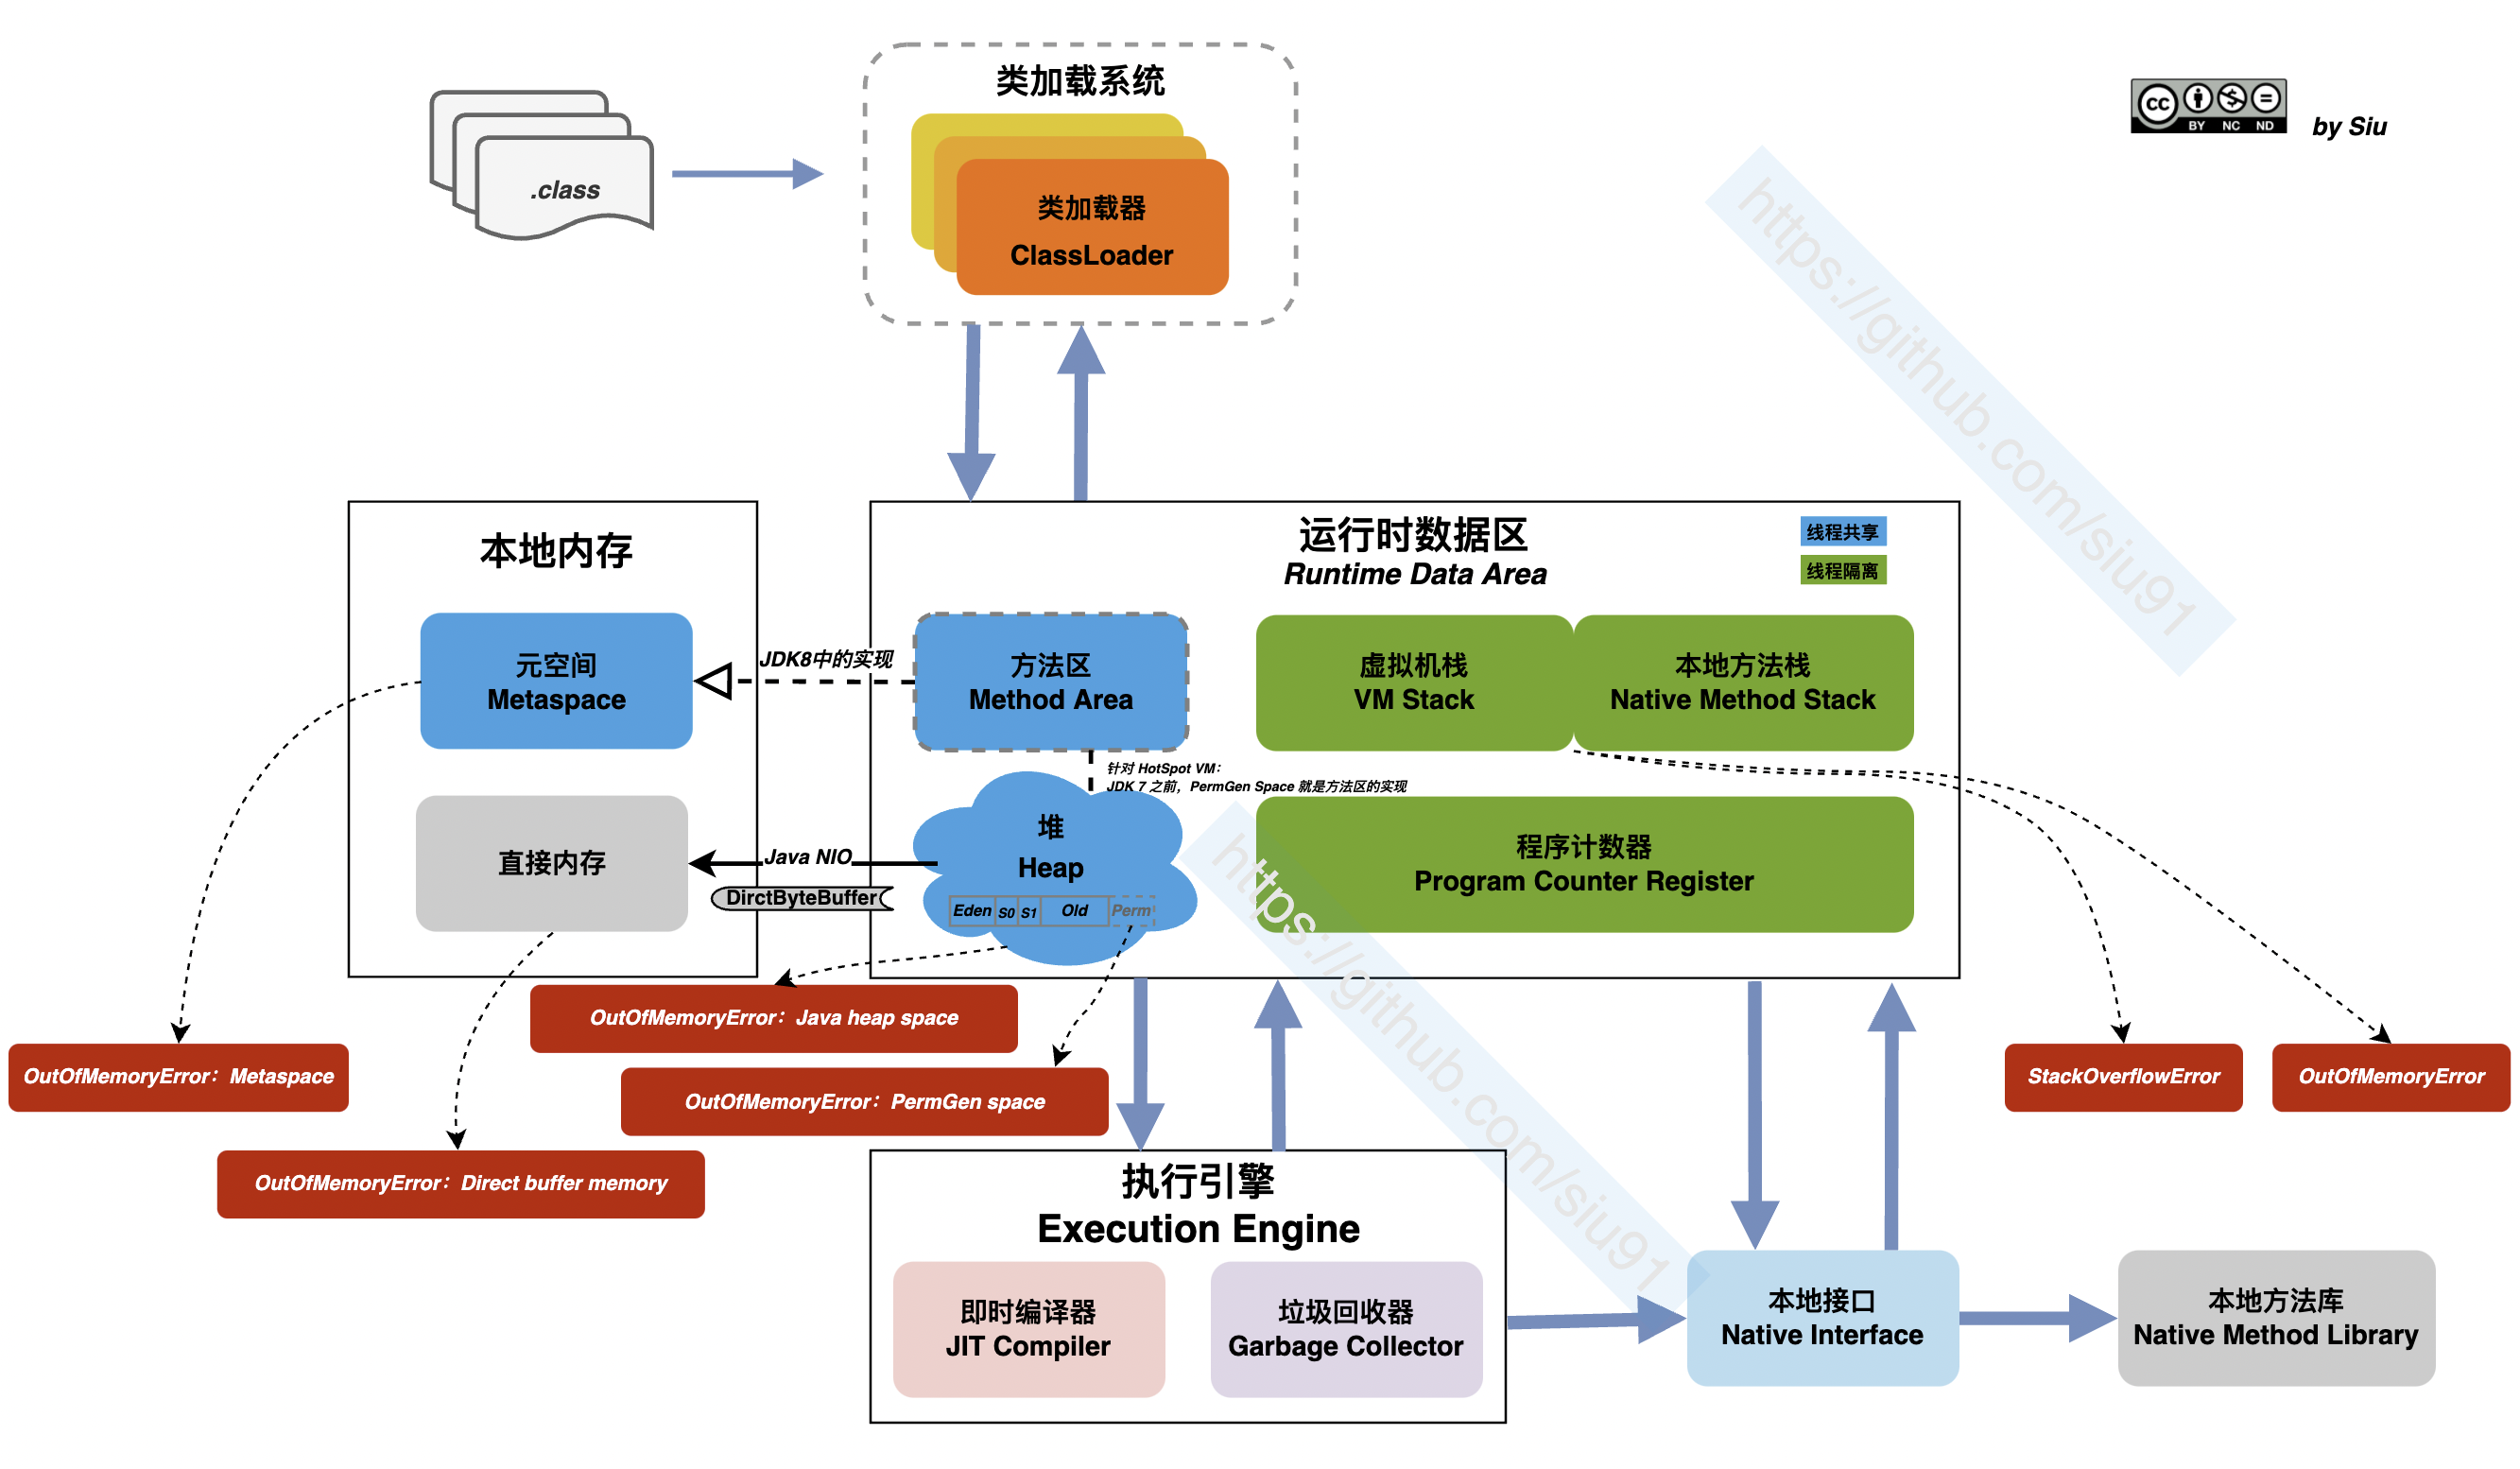 类加载系统
.class
类加载器
ClassLoader
cc
BY NC ND
by Siu
https://github.com/siu91
本地内存
元空间
Metaspace
直接内存
JDK8中的实现
Java NIO
DirctByteBuffer
运行时数据区
Runtime Data Area
线程共享
线程隔离
方法区
Method Area
虚拟机栈
VM Stack
本地方法栈
Native Method Stack
针对 HotSpot VM：
JDK 7 之前，PermGen Space 就是方法区的实现
堆
Heap
Eden S0 S1 Old Perm
程序计数器
Program Counter Register
https://github.com/siu91
OutOfMemoryError：Java heap space
OutOfMemoryError：Metaspace
OutOfMemoryError：PermGen space
OutOfMemoryError：Direct buffer memory
StackOverflowError
OutOfMemoryError
执行引擎
Execution Engine
即时编译器
JIT Compiler
垃圾回收器
Garbage Collector
本地接口
Native Interface
本地方法库
Native Method Library